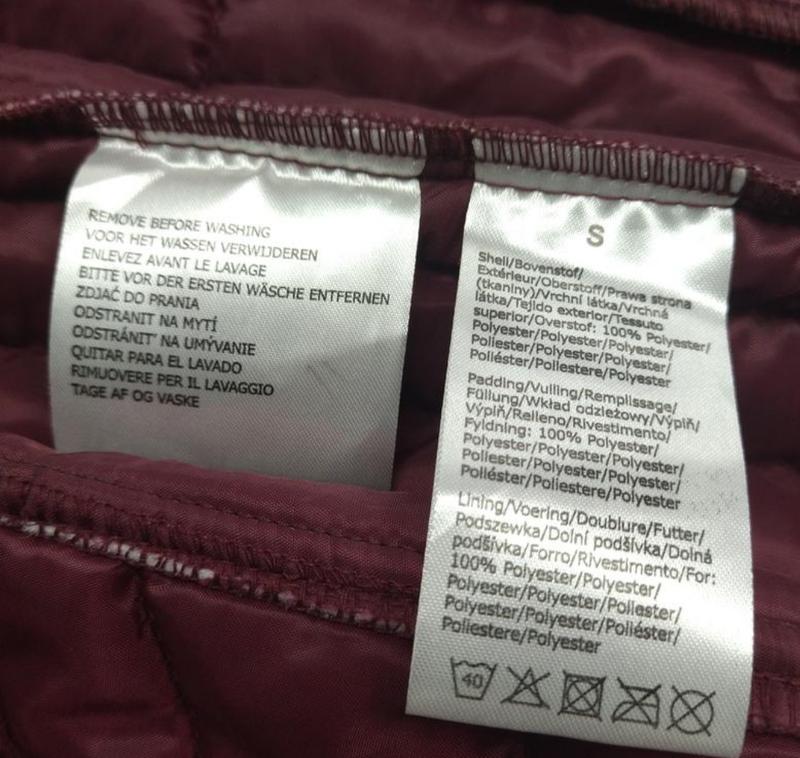 REMOVE BEFORE WASHING
VOOR HET WASSEN VERWIJDEREN
ENLEVEZ AVANT LE LAVAGE
BITTE VOR DER ERSTEN WÄSCHE ENTFERNEN
ZDJĄĆ DO PRANIA
ODSTRANIT NA MYTÍ
ODSTRÁNIŤ NA UMÝVANIE
QUITAR PARA EL LAVADO
RIMUOVERE PER IL LAVAGGIO
TAGE AF OG VASKE
S
Shell/Bovenstof/
Extérieur/Oberstoff/Prawa strona
(tkaniny)/Vrchní látka/Vrchná
látka/Tejido exterior/Tessuto
superior/Overstof: 100% Polyester/
Polyester/Polyester/Polyester/
Poliester/Polyester/Polyester/
Poliéster/Poliestere/Polyester
Padding/Vulling/Remplissage/
Füllung/Wkład odzieżowy/Výplň/
Výplň/Relleno/Rivestimento/
Fyldning: 100% Polyester/
Polyester/Polyester/Polyester/
Poliester/Polyester/Polyester/
Poliéster/Poliestere/Polyester
Lining/Voering/Doublure/Futter/
Podszewka/Dolní podšívka/Dolná
podšívka/Forro/Rivestimento/For:
100% Polyester/Polyester/
Polyester/Polyester/Poliester/
Polyester/Polyester/Poliéster/
Poliestere/Polyester
40